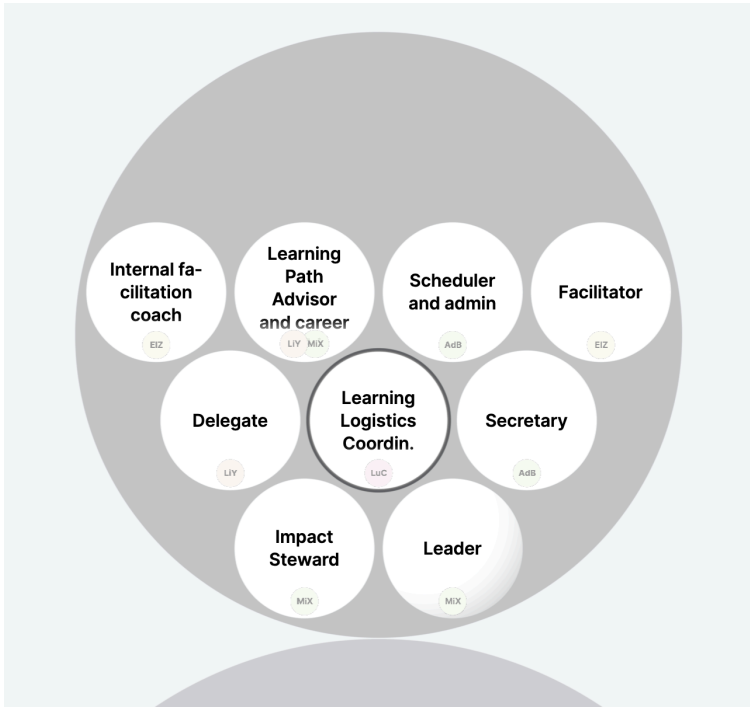 Internal fa-
cilitation
coach
EIZ
Learning
Path
Advisor
and career
LiY MiX
Scheduler
and admin
AdB
Facilitator
EIZ
Delegate
LiY
Learning
Logistics
Coordin.
LuC
Secretary
AdB
Impact
Steward
MiX
Leader
MiX